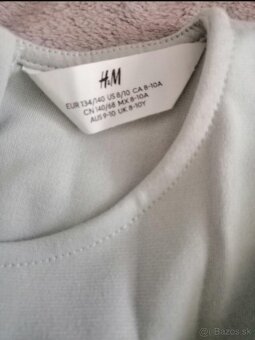 H&M
EUR 134/140 US 8/10 CA 8-10A
CN 140/68 MX 8-10A
AUS 9-10 UK 8-10Y
Bazos.sk